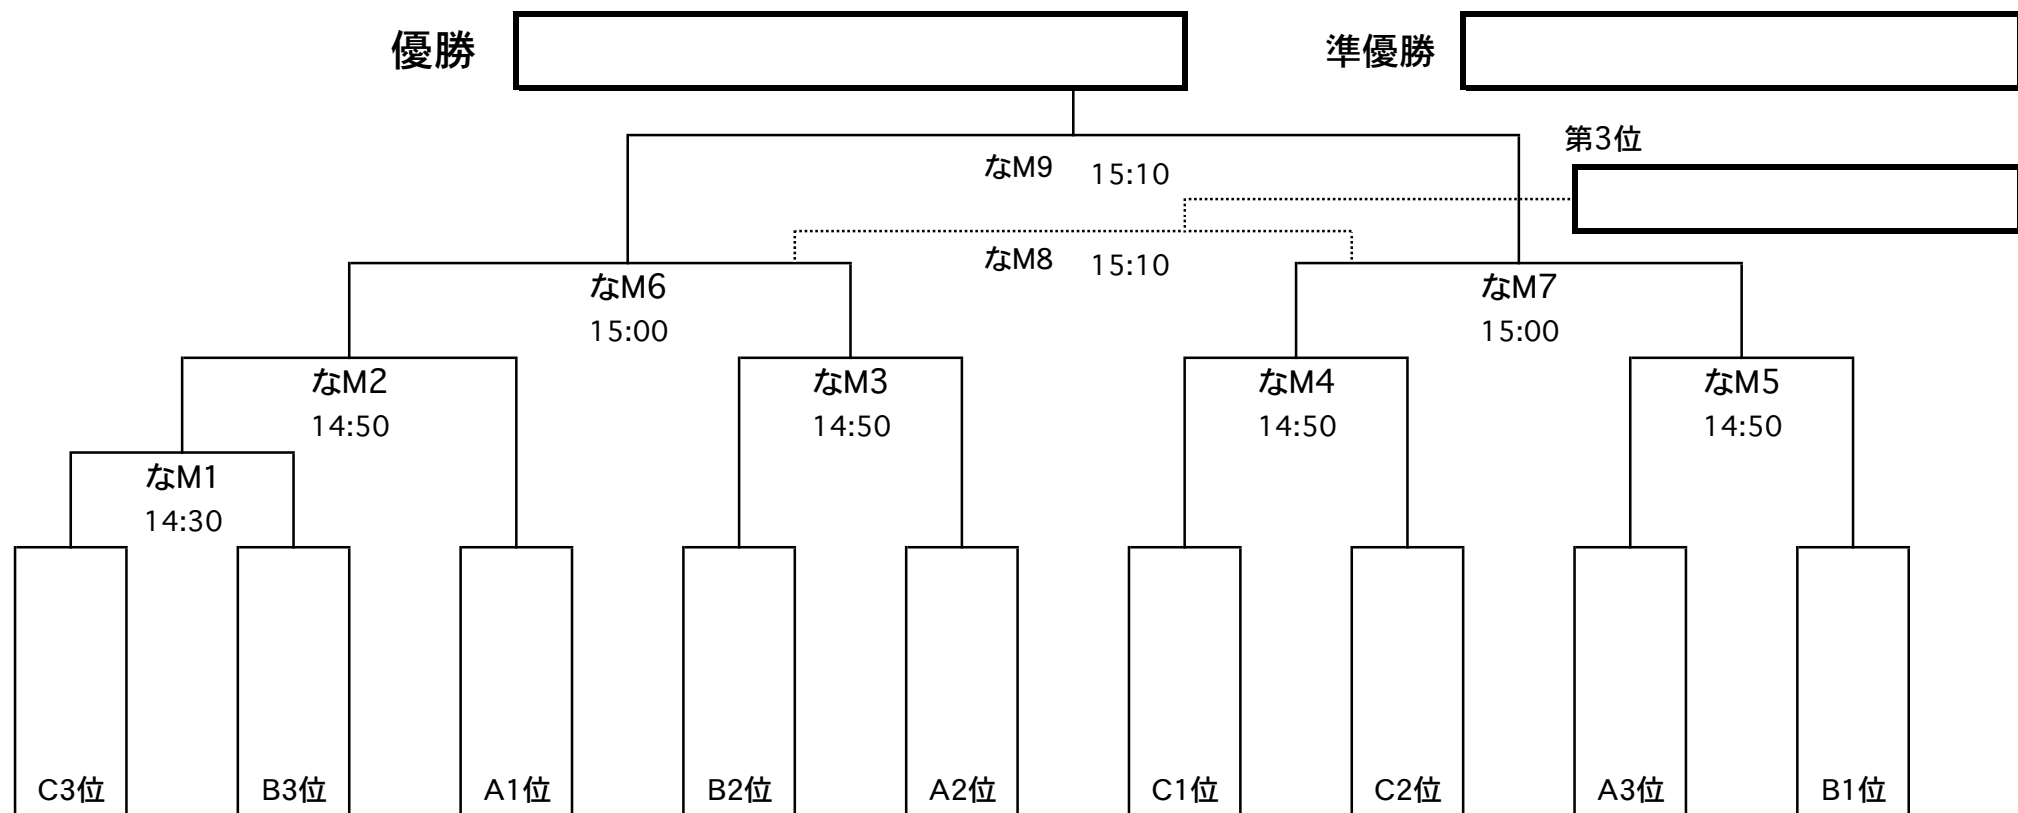 優勝
準優勝
第3位
なM9 15:10
なM8 15:10
なM6
15:00
なM7
15:00
なM2
14:50
なM3
14:50
なM4
14:50
なM5
14:50
なM1
14:30
C3位 B3位 A1位 B2位 A2位 C1位 C2位 A3位 B1位